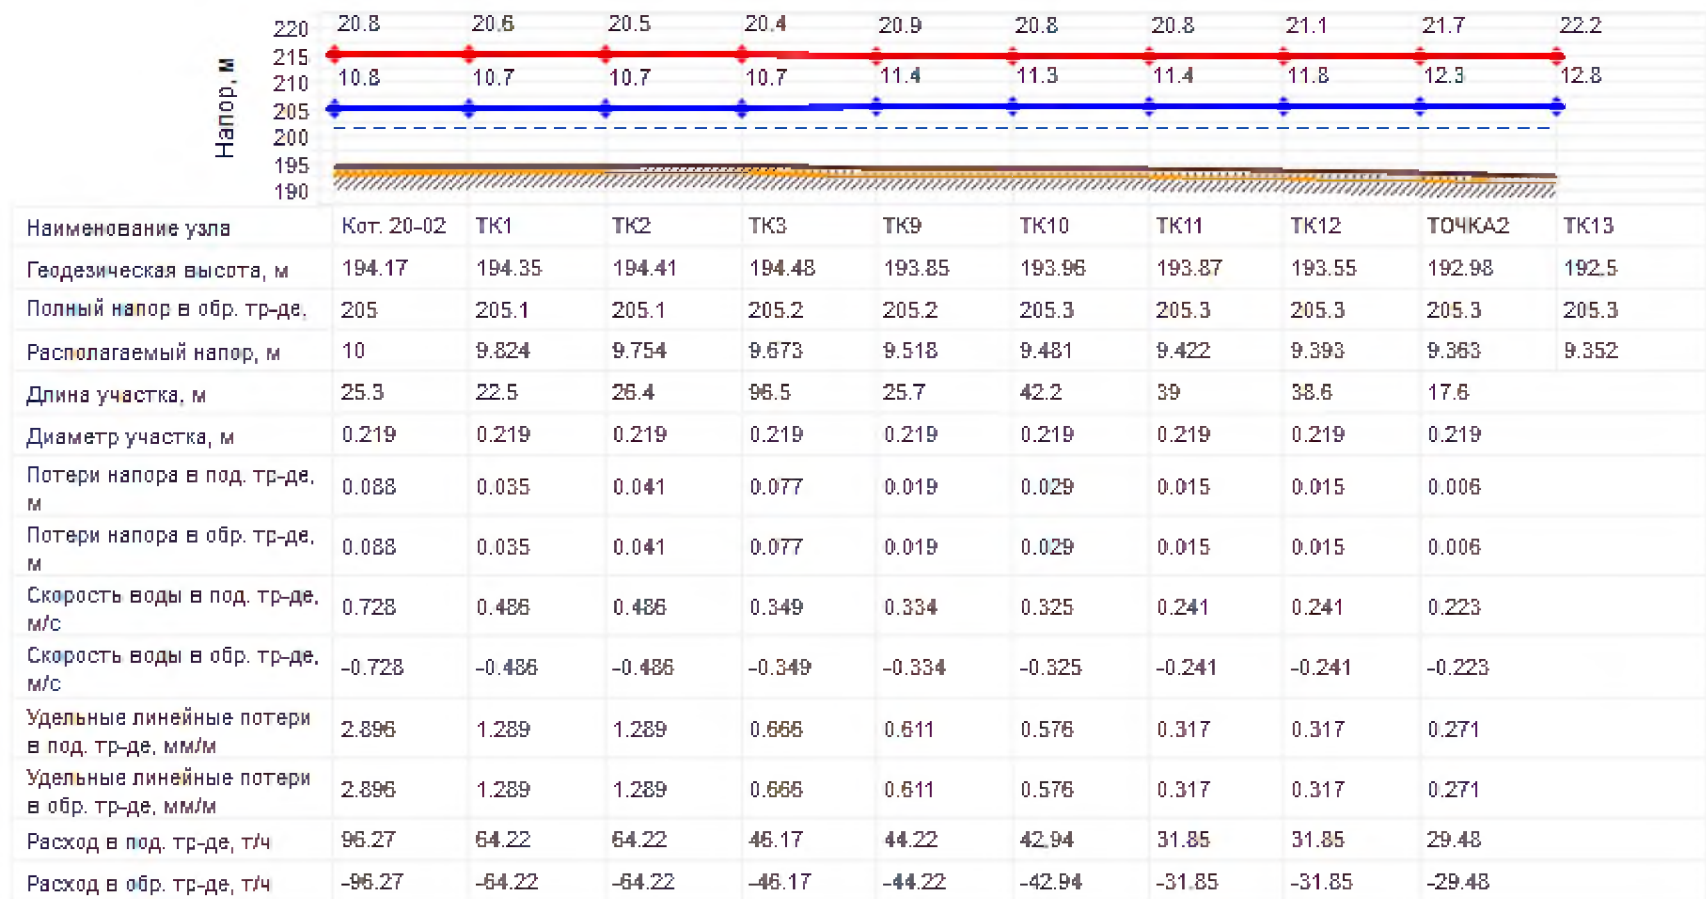 220 20.8 20.6 20.5 20.4 20.9 20.8 20.8 21.1 21.7 22.2
215
210 10.8 10.7 10.7 10.7 11.4 11.3 11.4 11.8 12.3 12.8
205
200
195
190
Напор, м
Наименование узла Кот. 20-02 ТК1 ТК2 ТК3 ТК9 ТК10 ТК11 ТК12 ТОЧКА2 ТК13
Геодезическая высота, м 194.17 194.35 194.41 194.48 193.85 193.96 193.87 193.55 192.98 192.5
Полный напор в обр. тр-де, 205 205.1 205.1 205.2 205.2 205.3 205.3 205.3 205.3 205.3
Располагаемый напор, м 10 9.824 9.754 9.673 9.518 9.481 9.422 9.393 9.363 9.352
Длина участка, м 25.3 22.5 26.4 96.5 25.7 42.2 39 38.6 17.6
Диаметр участка, м 0.219 0.219 0.219 0.219 0.219 0.219 0.219 0.219 0.219
Потери напора в под. тр-де,
м 0.088 0.035 0.041 0.077 0.019 0.029 0.015 0.015 0.006
Потери напора в обр. тр-де,
м 0.088 0.035 0.041 0.077 0.019 0.029 0.015 0.015 0.006
Скорость воды в под. тр-де,
м/с 0.728 0.486 0.486 0.349 0.334 0.325 0.241 0.241 0.223
Скорость воды в обр. тр-де,
м/с -0.728 -0.486 -0.486 -0.349 -0.334 -0.325 -0.241 -0.241 -0.223
Удельные линейные потери
в под. тр-де, мм/м 2.896 1.289 1.289 0.666 0.611 0.576 0.317 0.317 0.271
Удельные линейные потери
в обр. тр-де, мм/м 2.896 1.289 1.289 0.666 0.611 0.576 0.317 0.317 0.271
Расход в под. тр-де, т/ч 96.27 64.22 64.22 46.17 44.22 42.94 31.85 31.85 29.48
Расход в обр. тр-де, т/ч -96.27 -64.22 -64.22 -46.17 -44.22 -42.94 -31.85 -31.85 -29.48